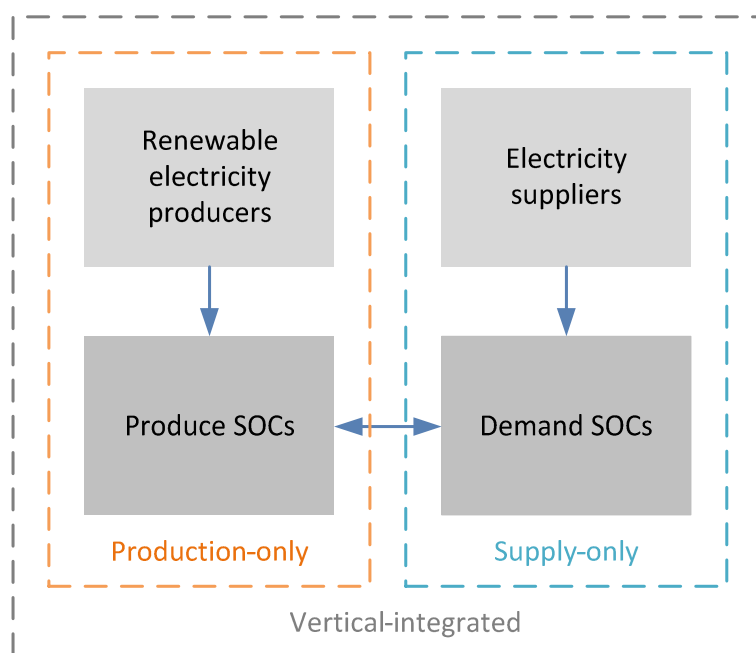 Renewable
electricity
producers
Electricity
suppliers
Produce SOCs
Demand SOCs
Production-only
Supply-only
Vertical-integrated